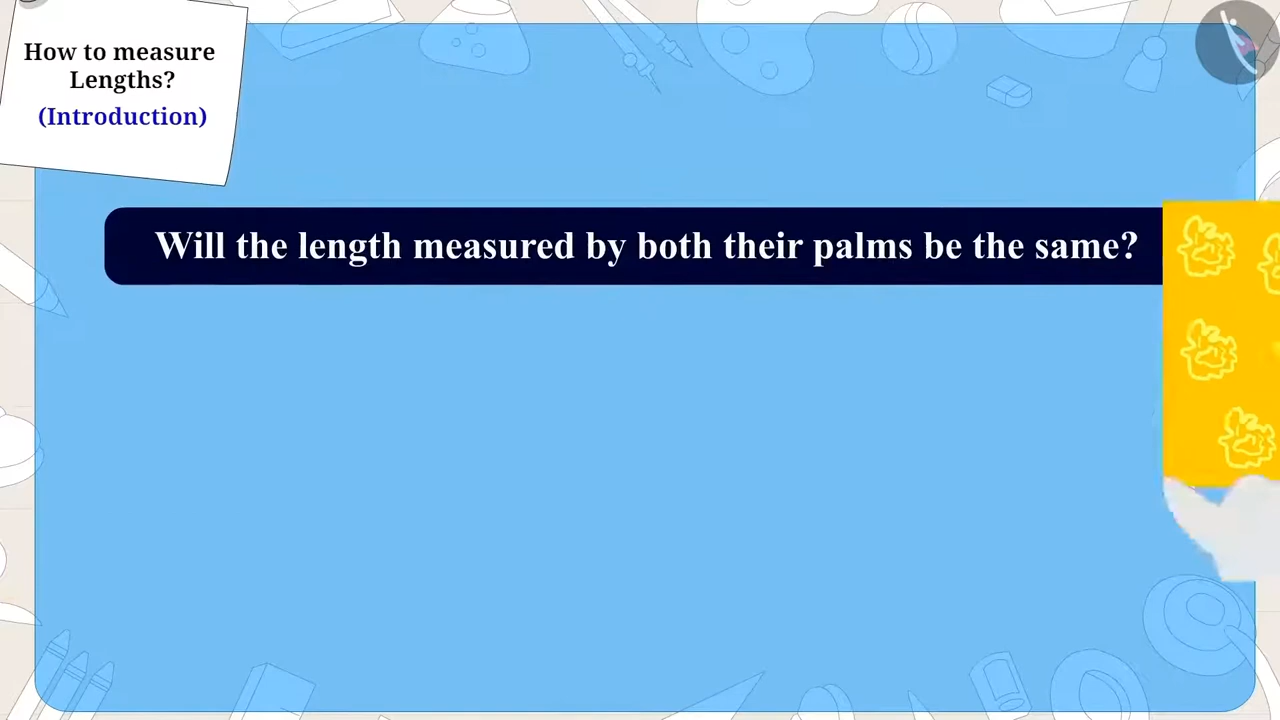 How to measure
Lengths?
(Introduction)
Will the length measured by both their palms be the same?